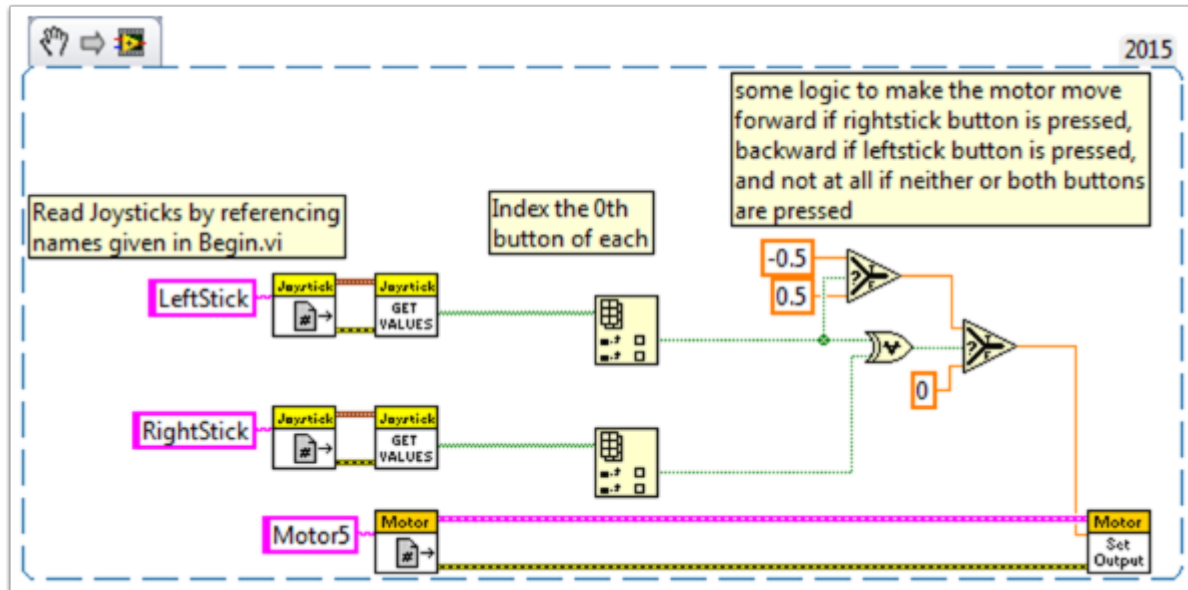 2015
some logic to make the motor move
forward if rightstick button is pressed,
backward if leftstick button is pressed,
and not at all if neither or both buttons
are pressed
Read Joysticks by referencing
names given in Begin.vi
Index the 0th
button of each
-0.5
0.5
LeftStick
Joystick
#
Joystick
GET
VALUES
?
T
F
?
T
F
0
RightStick
Joystick
#
Joystick
GET
VALUES
Motor5
Motor
#
Motor
Set
Output